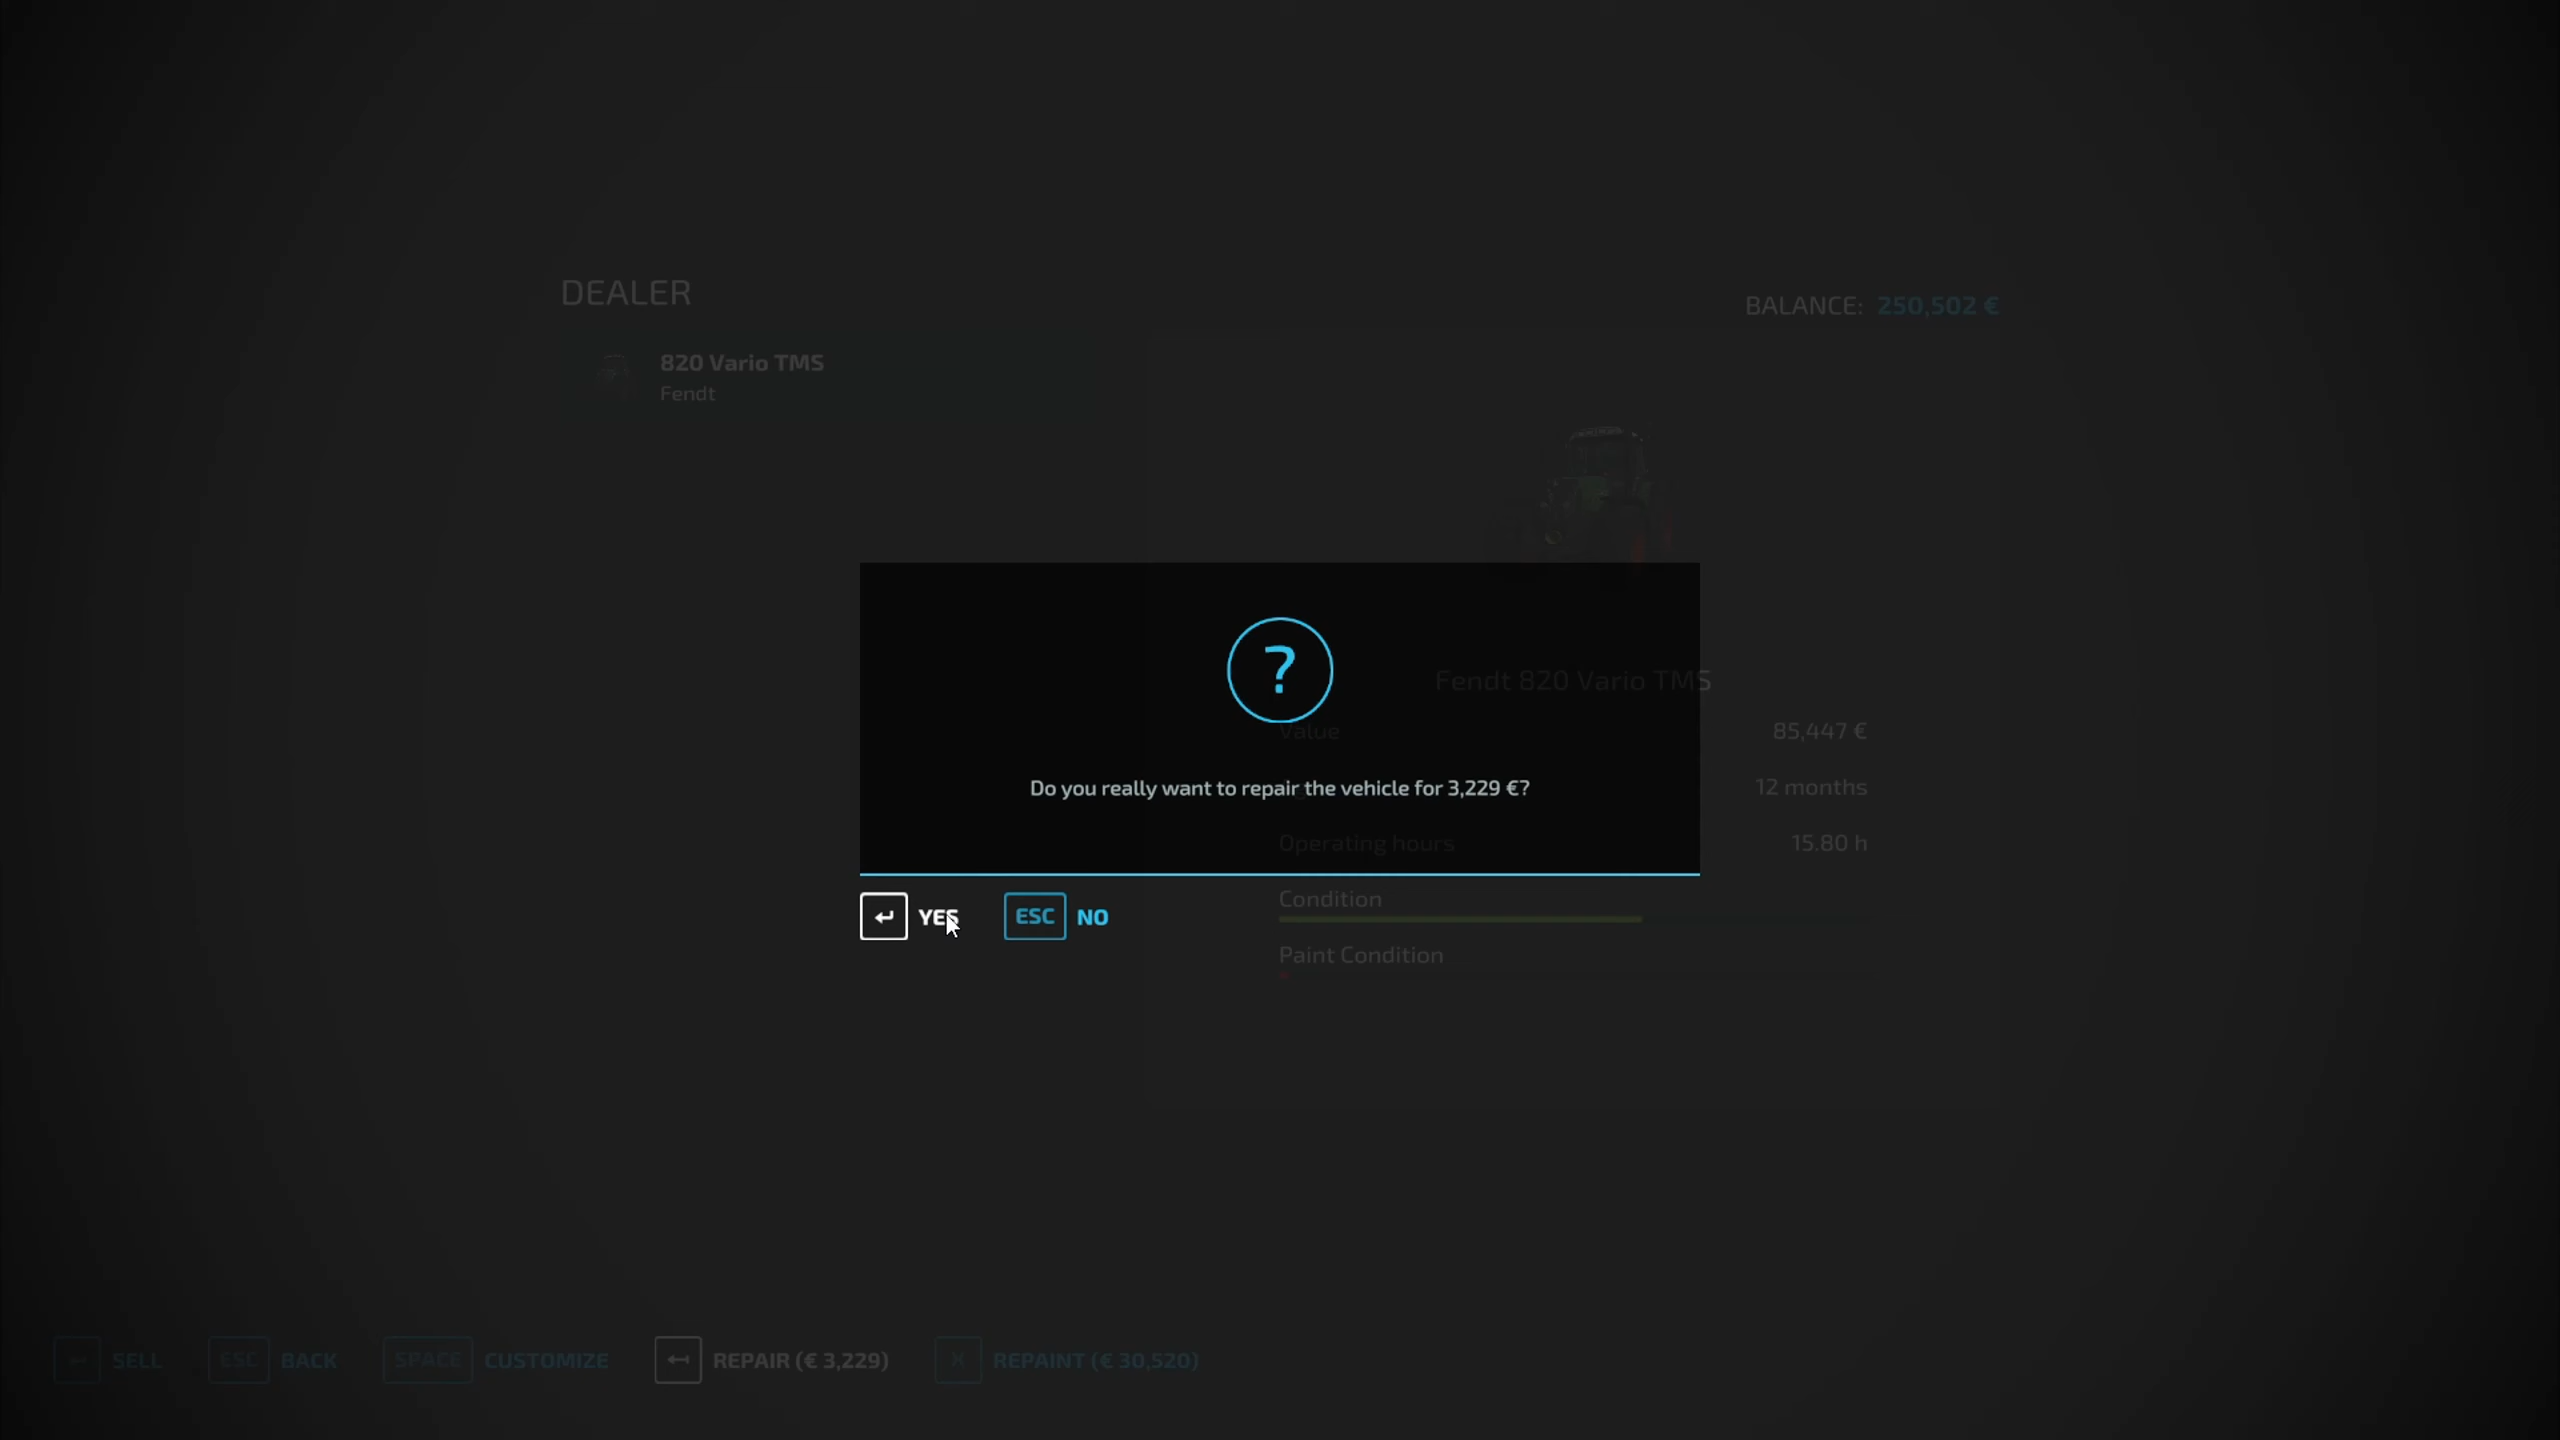 DEALER
BALANCE: 250,502 €
820 Vario TMS
Fendt
?
Fendt 820 Vario TMS
Value 85,447 €
Do you really want to repair the vehicle for 3,229 €?
12 months
Operating hours 15.80 h
Condition
↵ YES ESC NO
Paint Condition
SELL ESC BACK SPACE CUSTOMIZE REPAIR (€ 3,229) X REPAINT (€ 30,520)